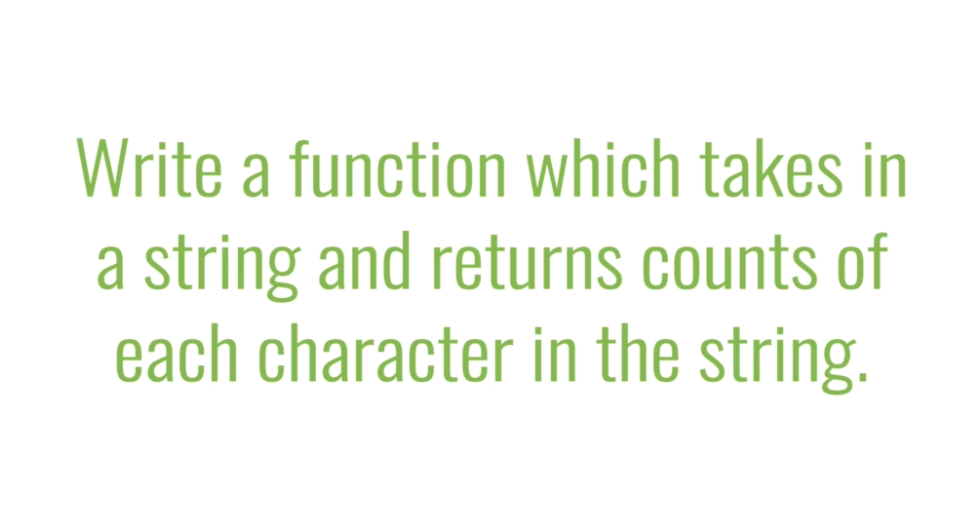 Write a function which takes in
a string and returns counts of
each character in the string.